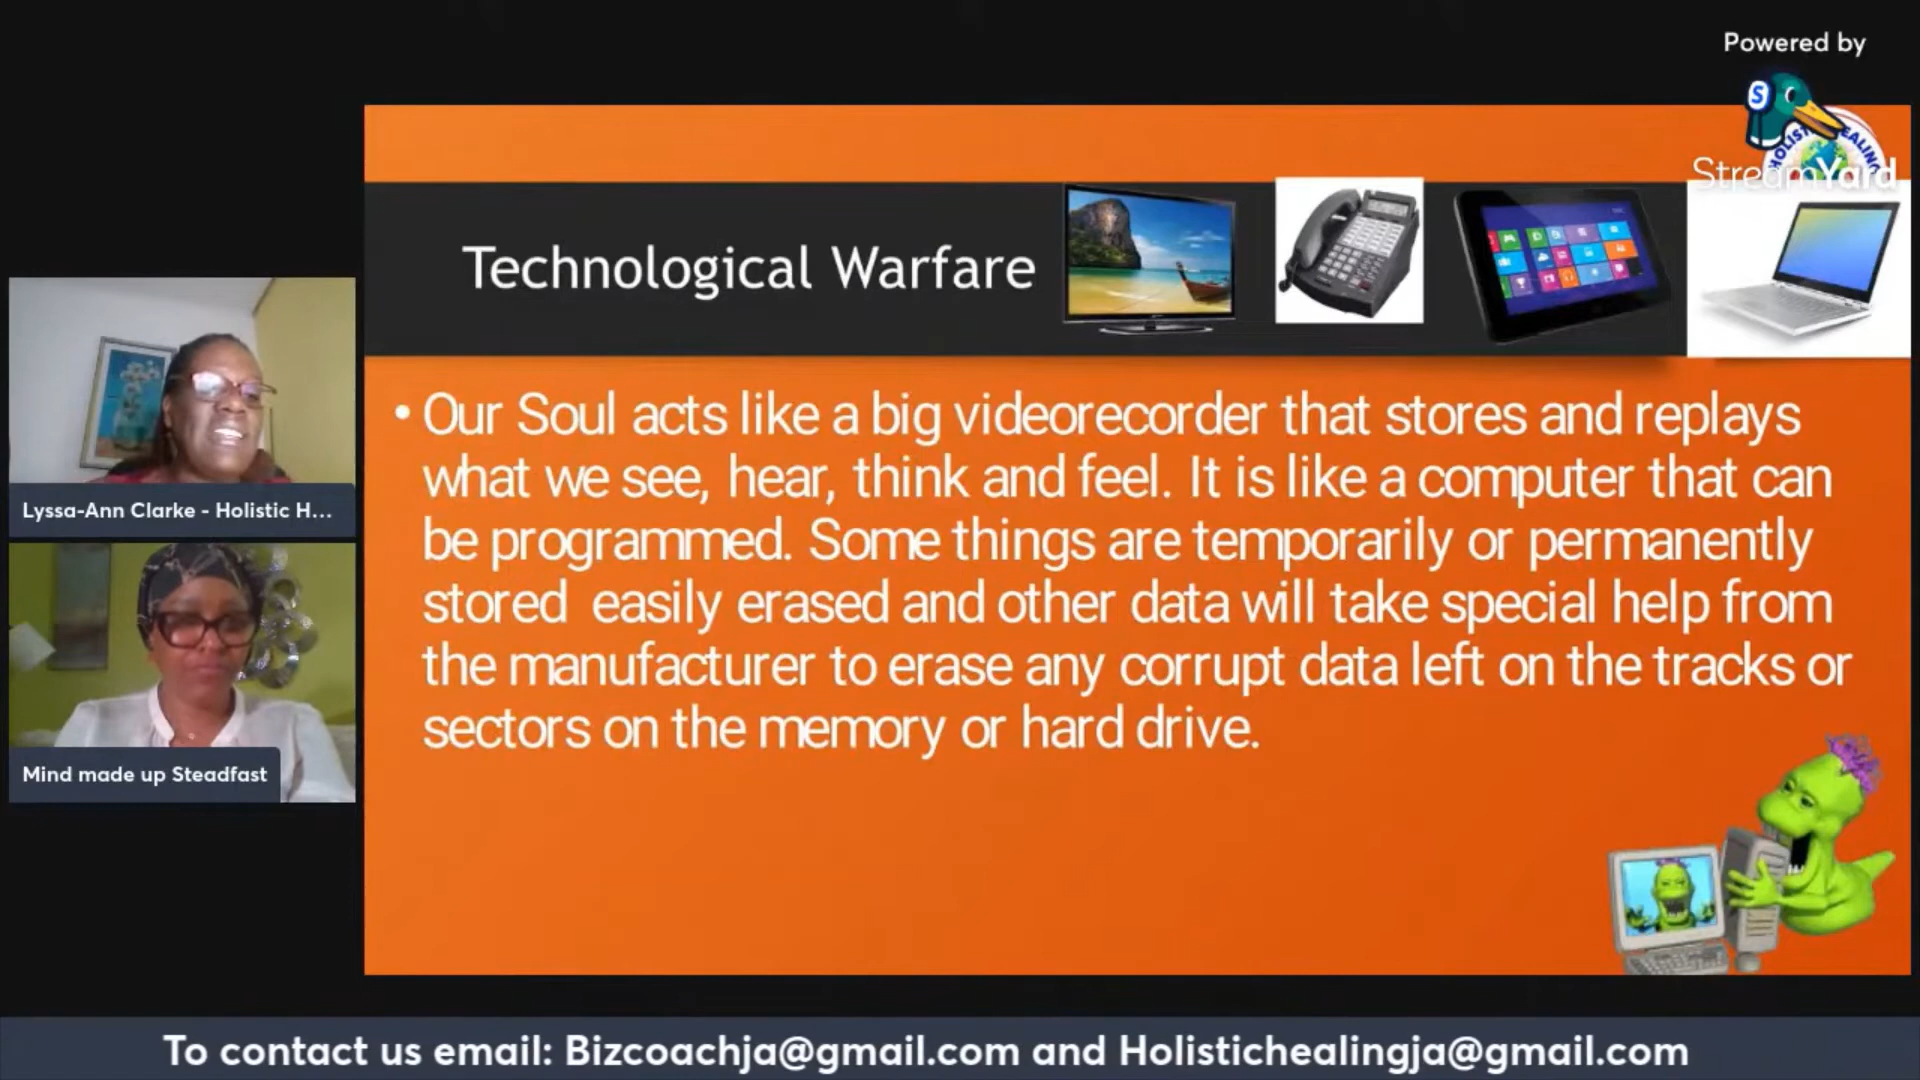 Powered by
S
HOLISTIC HEALING
StreamYard
Technological Warfare
• Our Soul acts like a big videorecorder that stores and replays
what we see, hear, think and feel. It is like a computer that can
be programmed. Some things are temporarily or permanently
stored easily erased and other data will take special help from
the manufacturer to erase any corrupt data left on the tracks or
sectors on the memory or hard drive.
Lyssa-Ann Clarke - Holistic H...
Mind made up Steadfast
To contact us email: Bizcoachja@gmail.com and Holistichealingja@gmail.com